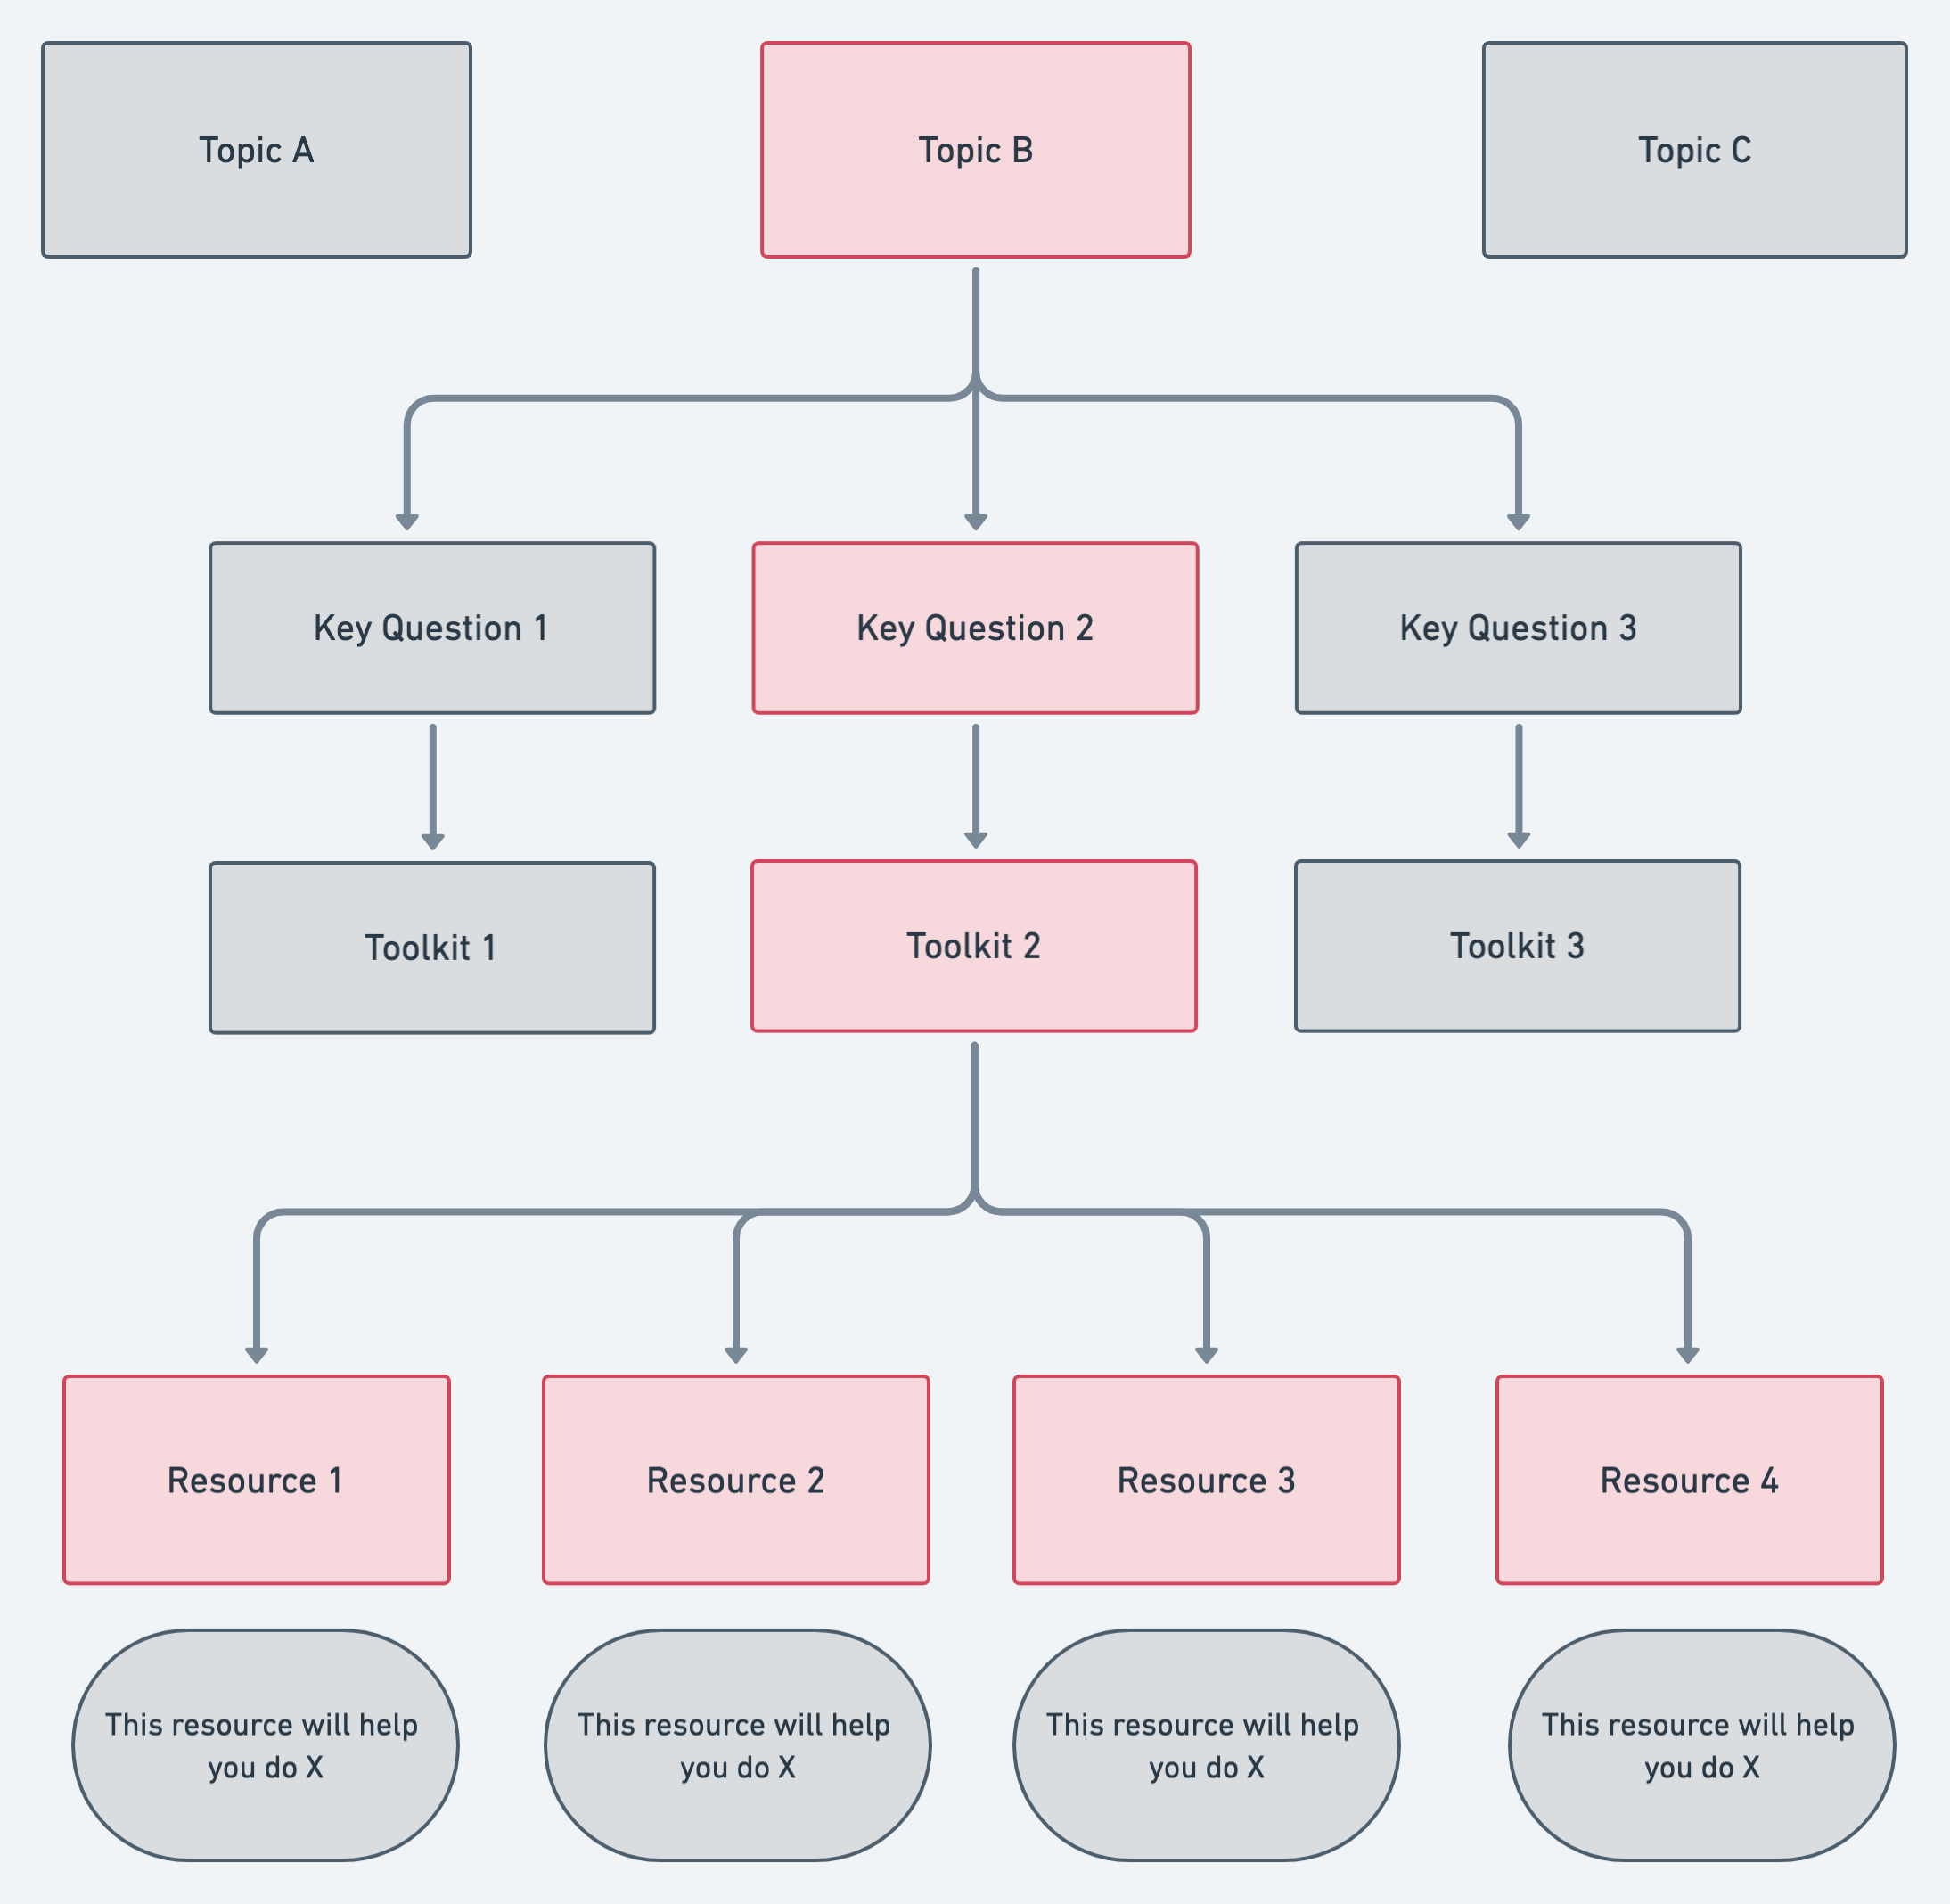 Topic A
Topic B
Topic C
Key Question 1
Key Question 2
Key Question 3
Toolkit 1
Toolkit 2
Toolkit 3
Resource 1
Resource 2
Resource 3
Resource 4
This resource will help
you do X
This resource will help
you do X
This resource will help
you do X
This resource will help
you do X